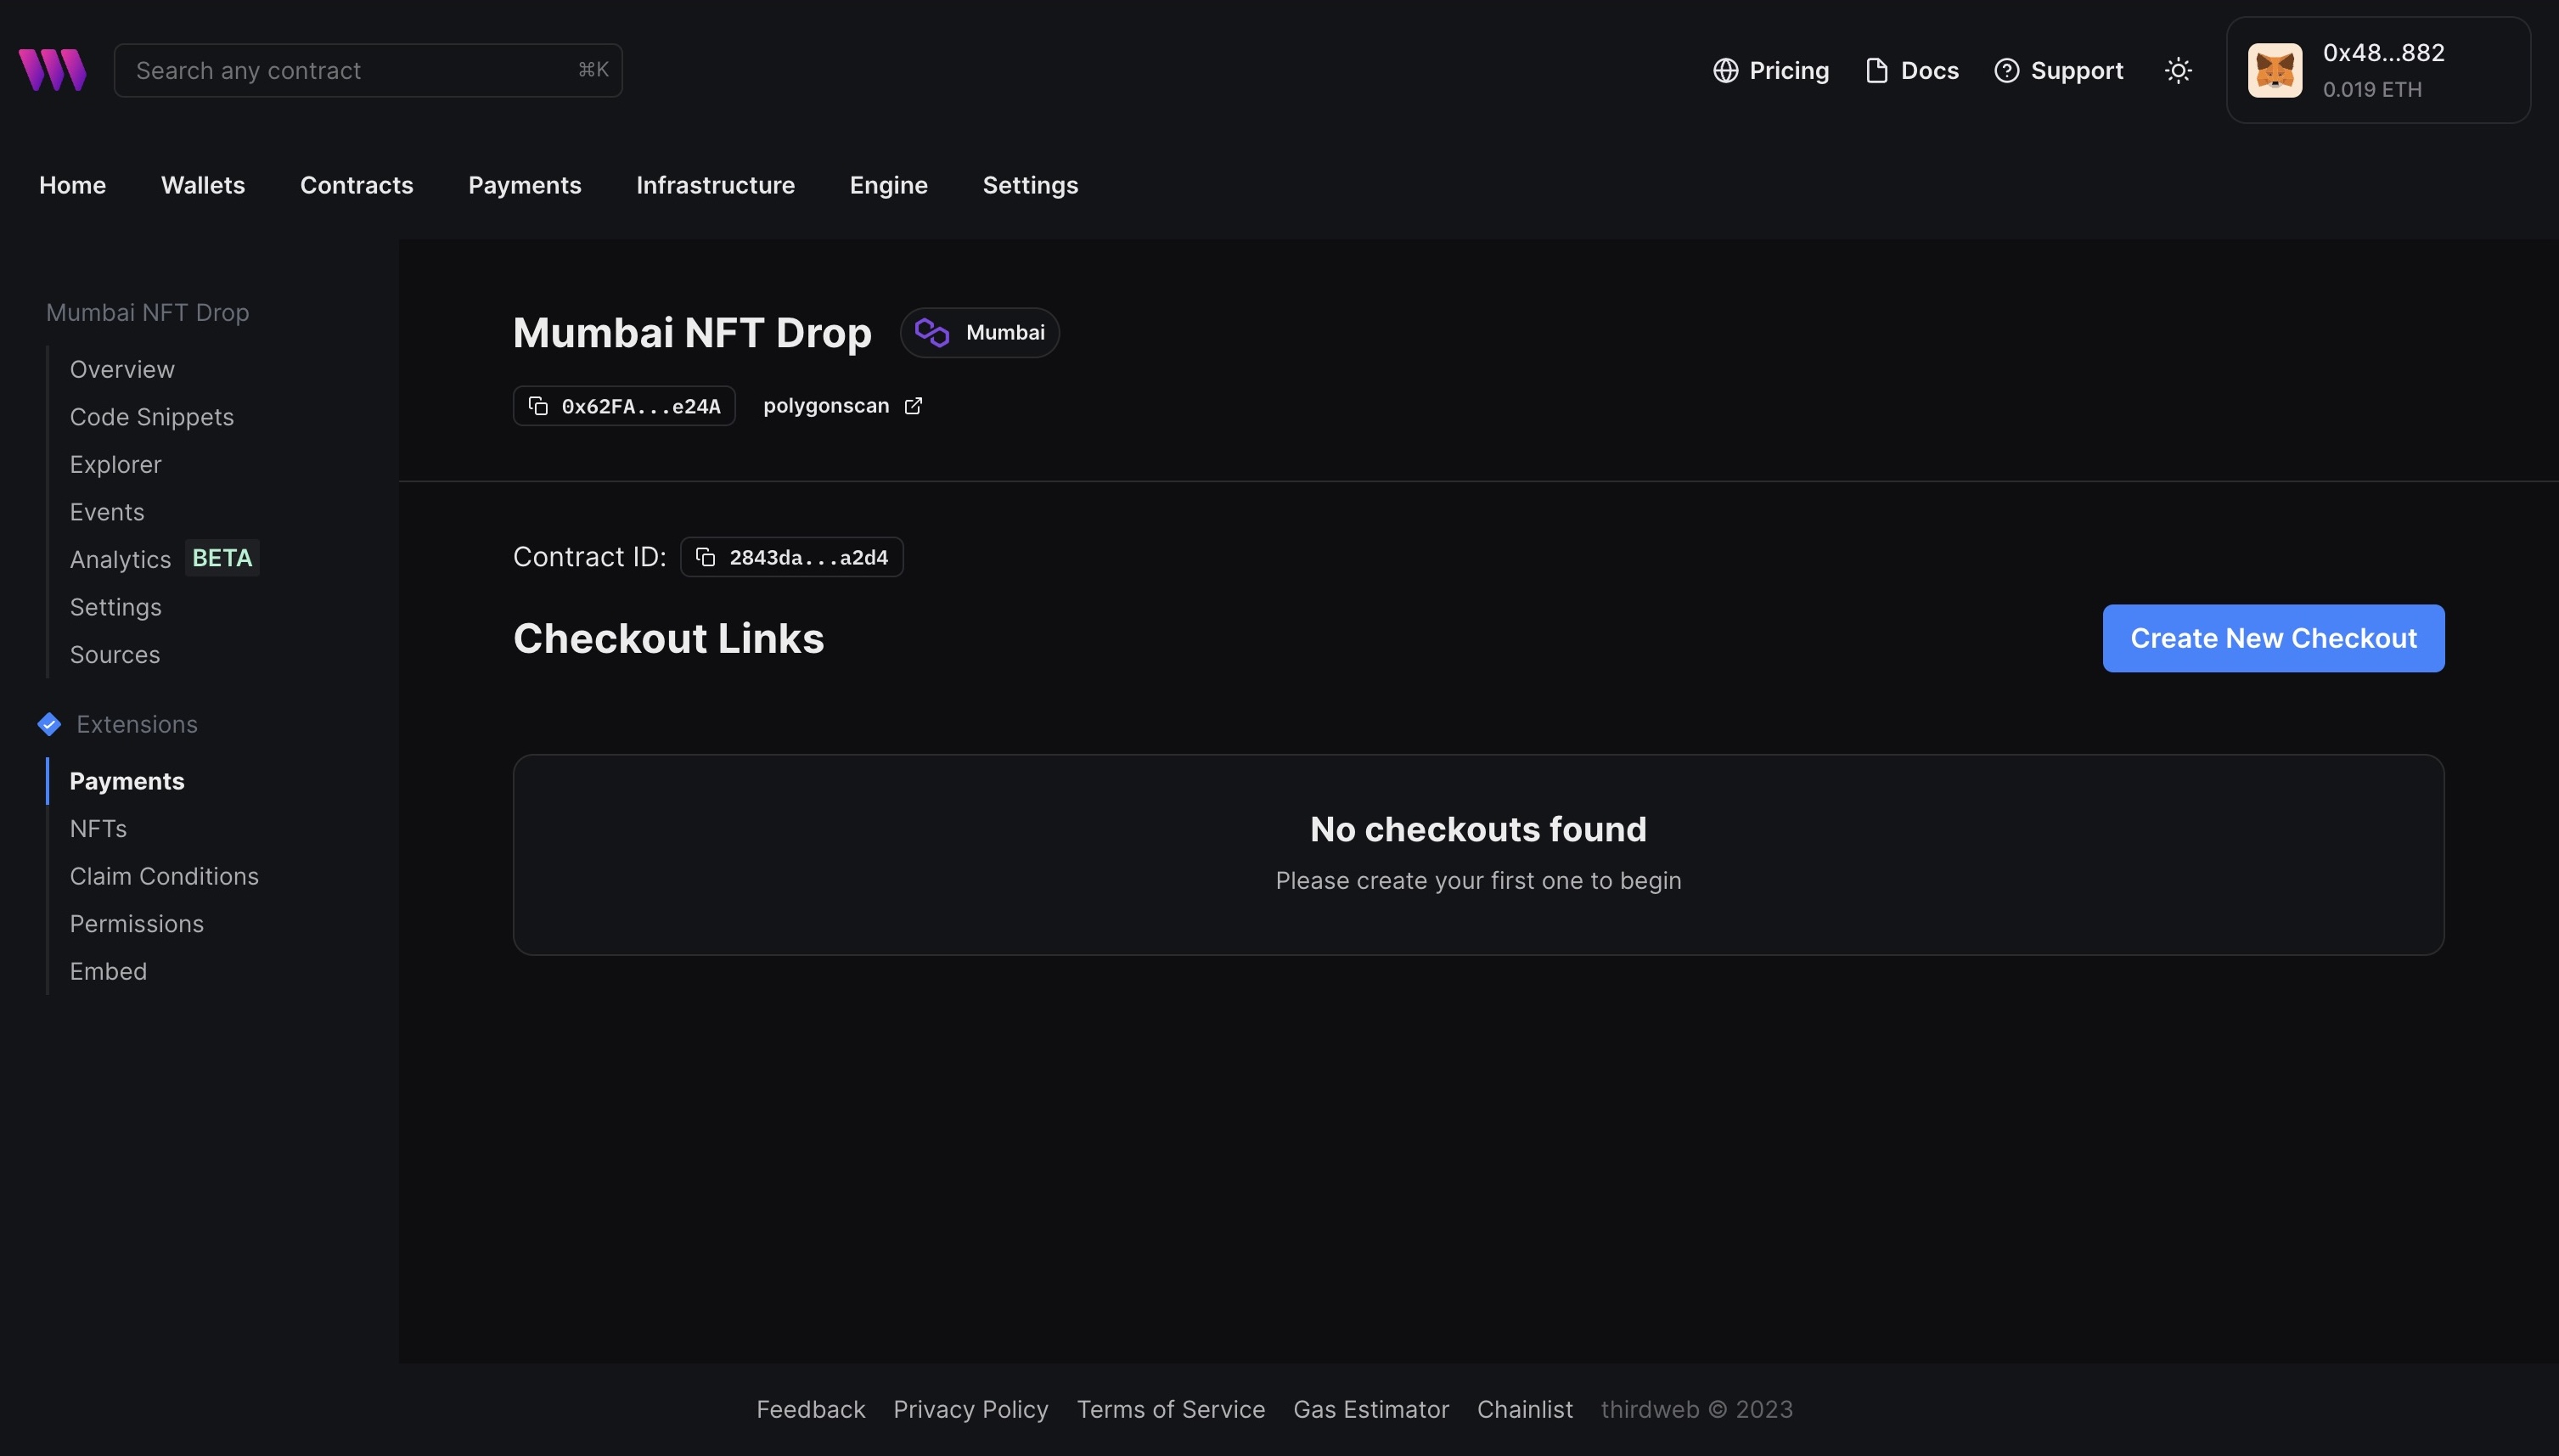 Search any contract ⌘K
Pricing Docs Support
0x48...882
0.019 ETH
Home Wallets Contracts Payments Infrastructure Engine Settings
Mumbai NFT Drop
Overview
Code Snippets
Explorer
Events
Analytics BETA
Settings
Sources
Extensions
Payments
NFTs
Claim Conditions
Permissions
Embed
Mumbai NFT Drop Mumbai
0x62FA...e24A polygonscan
Contract ID: 2843da...a2d4
Checkout Links
Create New Checkout
No checkouts found
Please create your first one to begin
Feedback Privacy Policy Terms of Service Gas Estimator Chainlist thirdweb © 2023